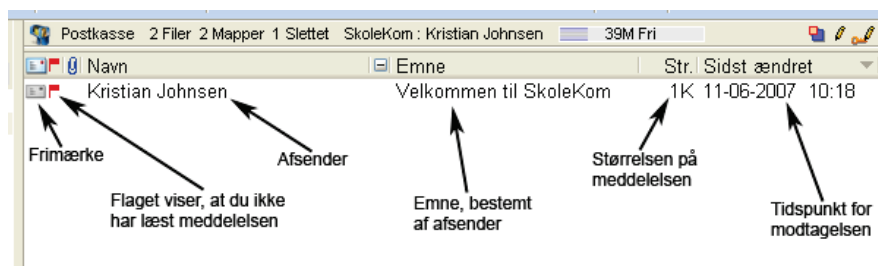 Postkasse 2 Filer 2 Mapper 1 Slettet SkoleKom : Kristian Johnsen 39M Fri
Navn Emne Str. Sidst ændret
Kristian Johnsen Velkommen til SkoleKom 1K 11-06-2007 10:18
Frimærke
Afsender
Størrelsen på
meddelelsen
Flaget viser, at du ikke
har læst meddelelsen
Emne, bestemt
af afsender
Tidspunkt for
modtagelsen